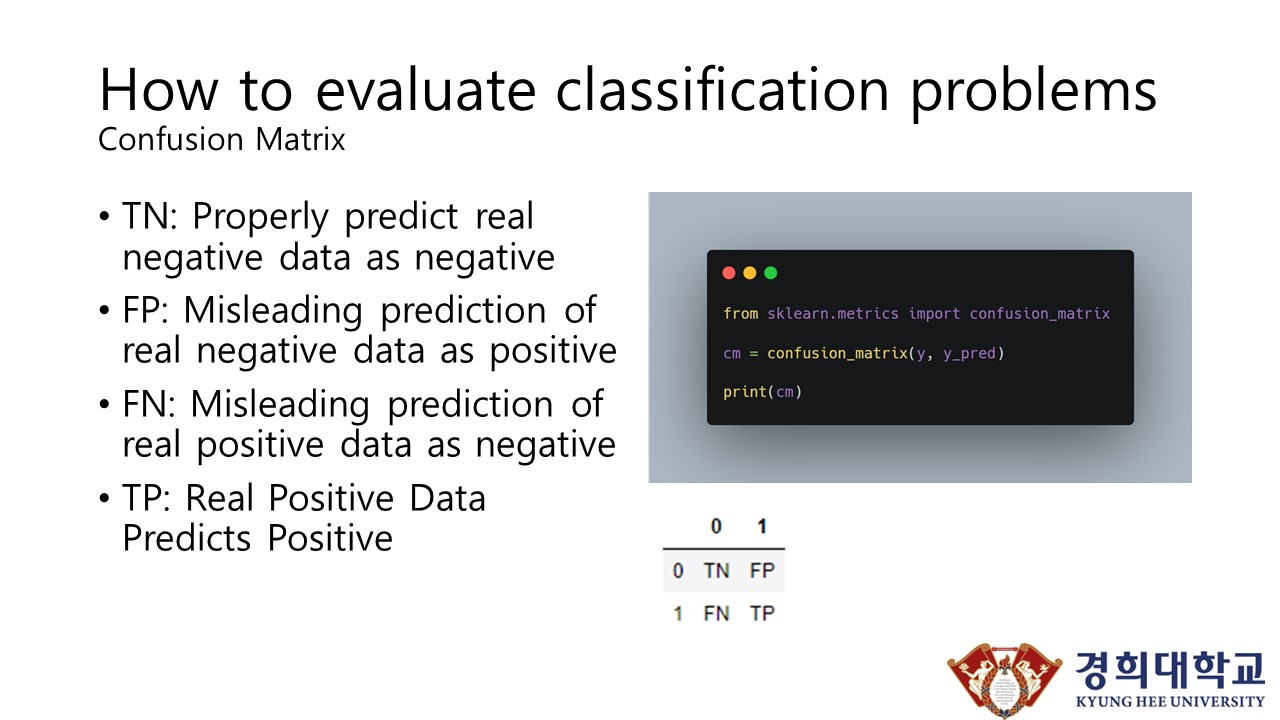 How to evaluate classification problems
Confusion Matrix
• TN: Properly predict real
negative data as negative
• FP: Misleading prediction of
real negative data as positive
• FN: Misleading prediction of
real positive data as negative
• TP: Real Positive Data
Predicts Positive
from sklearn.metrics import confusion_matrix
cm = confusion_matrix(y, y_pred)
print(cm)
0 1
0 TN FP
1 FN TP
경희대학교
KYUNG HEE UNIVERSITY